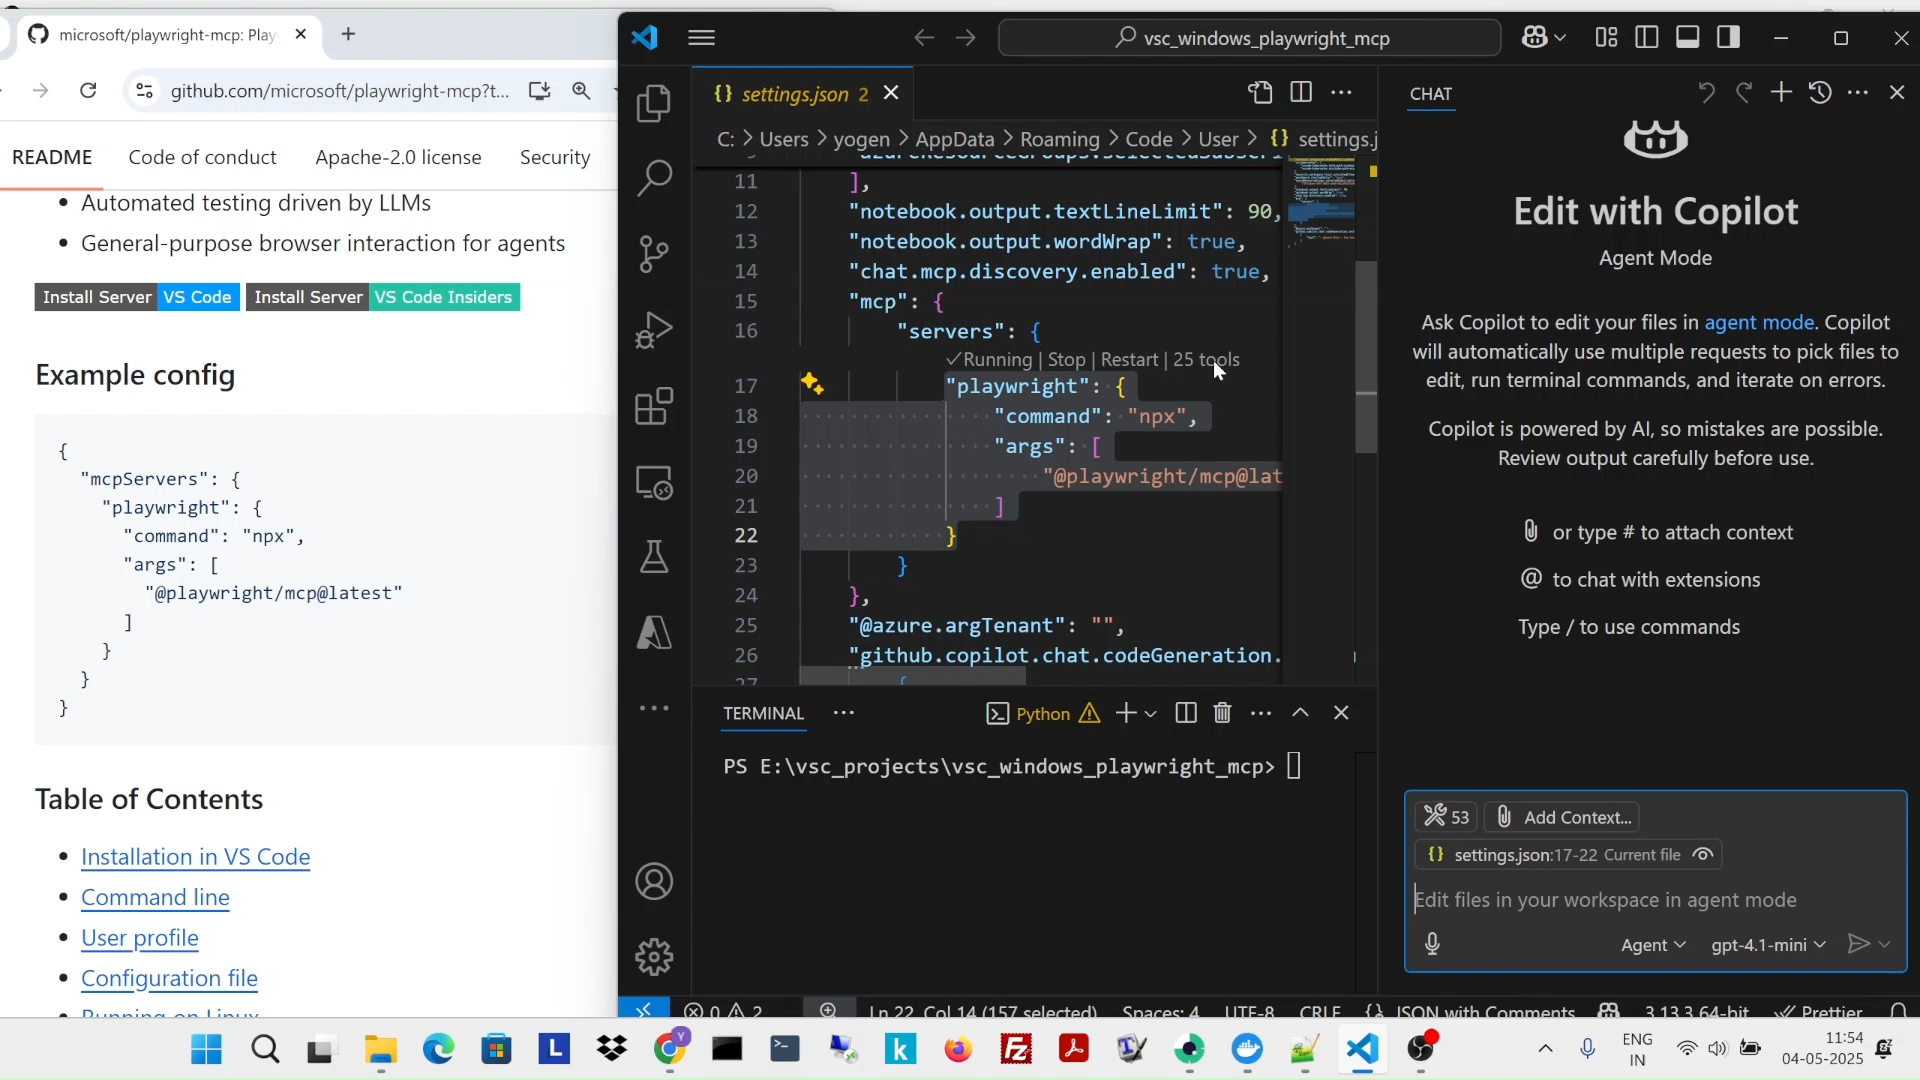 microsoft/playwright-mcp: Play
github.com/microsoft/playwright-mcp?t...
README
Code of conduct
Apache-2.0 license
Security
• Automated testing driven by LLMs
• General-purpose browser interaction for agents
Install Server VS Code
Install Server VS Code Insiders
Example config
{
"mcpServers": {
"playwright": {
"command": "npx",
"args": [
"@playwright/mcp@latest"
]
}
}
}
Table of Contents
• Installation in VS Code
• Command line
• User profile
• Configuration file
• Running on Linux
vsc_windows_playwright_mcp
{} settings.json 2
C: > Users > yogen > AppData > Roaming > Code > User > {} settings.j
11 ],
12 "notebook.output.textLineLimit": 90,
13 "notebook.output.wordWrap": true,
14 "chat.mcp.discovery.enabled": true,
15 "mcp": {
16 "servers": {
✓Running | Stop | Restart | 25 tools
17 "playwright": {
18 "command": "npx",
19 "args": [
20 "@playwright/mcp@lat
21 ]
22 }
23 }
24 },
25 "@azure.argTenant": "",
26 "github.copilot.chat.codeGeneration.
27 {
TERMINAL
Python
PS E:\vsc_projects\vsc_windows_playwright_mcp>
CHAT
Edit with Copilot
Agent Mode
Ask Copilot to edit your files in agent mode. Copilot
will automatically use multiple requests to pick files to
edit, run terminal commands, and iterate on errors.
Copilot is powered by AI, so mistakes are possible.
Review output carefully before use.
or type # to attach context
@ to chat with extensions
Type / to use commands
53
Add Context...
{} settings.json:17-22 Current file
Edit files in your workspace in agent mode
Agent
gpt-4.1-mini
0 2 Ln 22, Col 14 (157 selected) Spaces: 4 UTF-8 CRLF {} JSON with Comments 3.13.3 64-bit Prettier
ENG
IN
11:54
04-05-2025